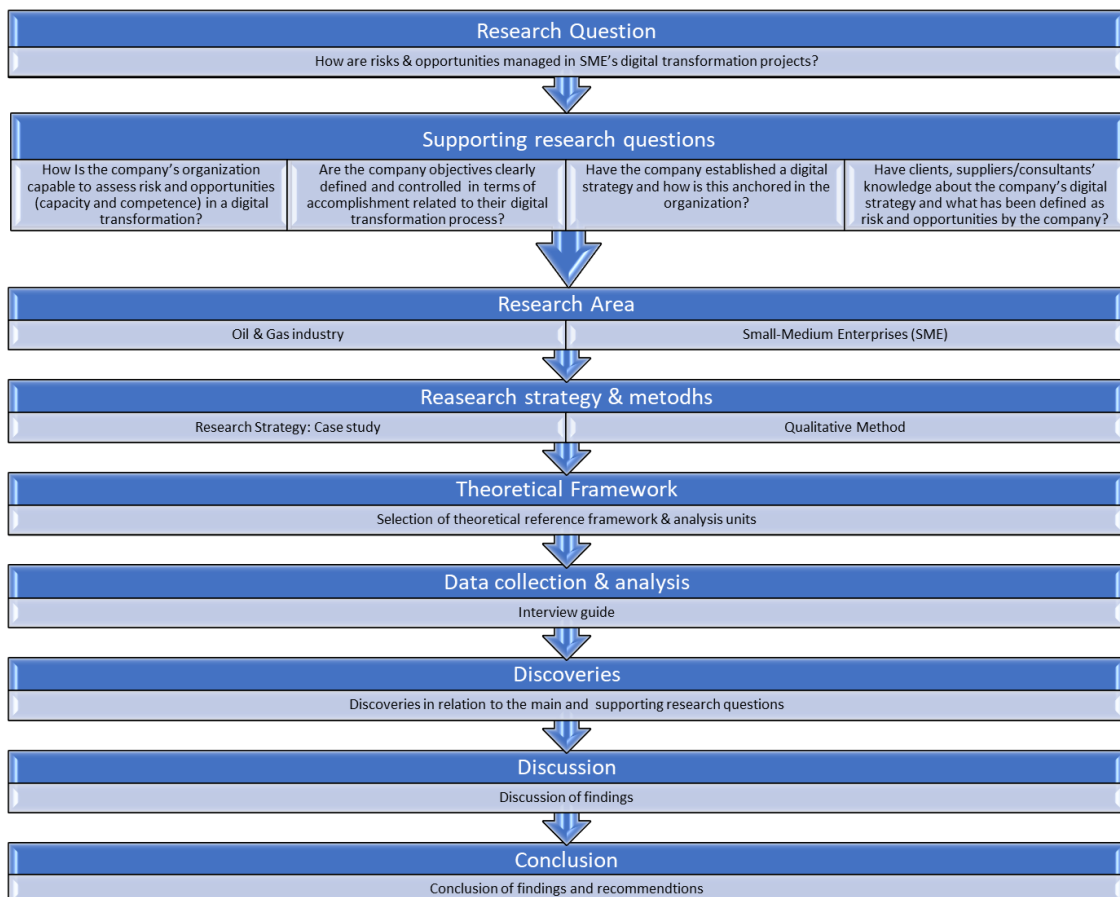 Research Question
How are risks & opportunities managed in SME's digital transformation projects?
Supporting research questions
How Is the company's organization
capable to assess risk and opportunities
(capacity and competence) in a digital
transformation?
Are the company objectives clearly
defined and controlled in terms of
accomplishment related to their digital
transformation process?
Have the company established a digital
strategy and how is this anchored in the
organization?
Have clients, suppliers/consultants'
knowledge about the company's digital
strategy and what has been defined as
risk and opportunities by the company?
Research Area
Oil & Gas industry
Small-Medium Enterprises (SME)
Reasearch strategy & metodhs
Research Strategy: Case study
Qualitative Method
Theoretical Framework
Selection of theoretical reference framework & analysis units
Data collection & analysis
Interview guide
Discoveries
Discoveries in relation to the main and supporting research questions
Discussion
Discussion of findings
Conclusion
Conclusion of findings and recommendtions